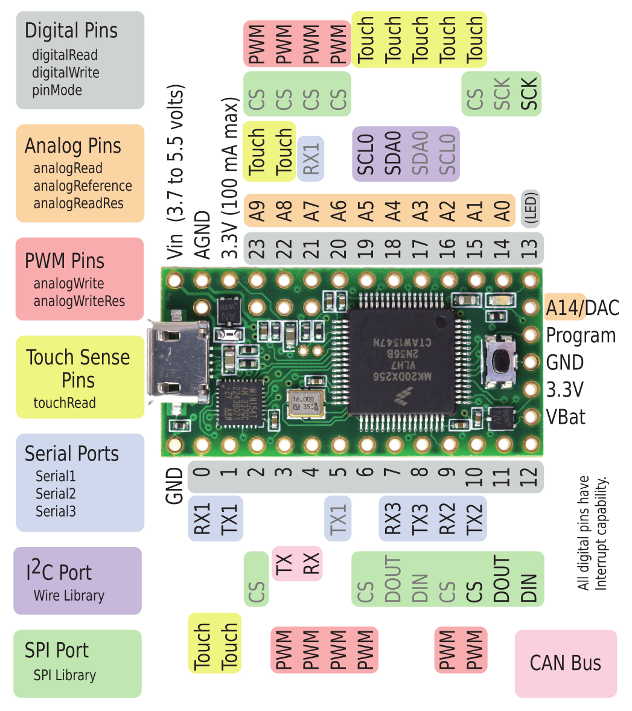 Digital Pins
digitalRead
digitalWrite
pinMode
Analog Pins
analogRead
analogReference
analogReadRes
PWM Pins
analogWrite
analogWriteRes
Touch Sense
Pins
touchRead
Serial Ports
Serial1
Serial2
Serial3
I2C Port
Wire Library
SPI Port
SPI Library
PWM PWM PWM PWM Touch Touch Touch Touch Touch
CS CS CS CS CS SCK SCK
Touch Touch RX1 SCL0 SDA0 SDA0 SCL0
Vin (3.7 to 5.5 volts)
AGND
3.3V (100 mA max)
A9 A8 A7 A6 A5 A4 A3 A2 A1 A0 (LED)
23 22 21 20 19 18 17 16 15 14 13
A14/DAC
Program
GND
3.3V
VBat
MK20DX256
VLH7
2N36B
CTAW1547N
16.000
GND 0 1 2 3 4 5 6 7 8 9 10 11 12
RX1 TX1 TX1 RX3 TX3 RX2 TX2
CS TX RX CS DOUT DIN CS CS DOUT DIN
Touch Touch PWM PWM PWM PWM PWM PWM
All digital pins have
Interrupt capability.
CAN Bus